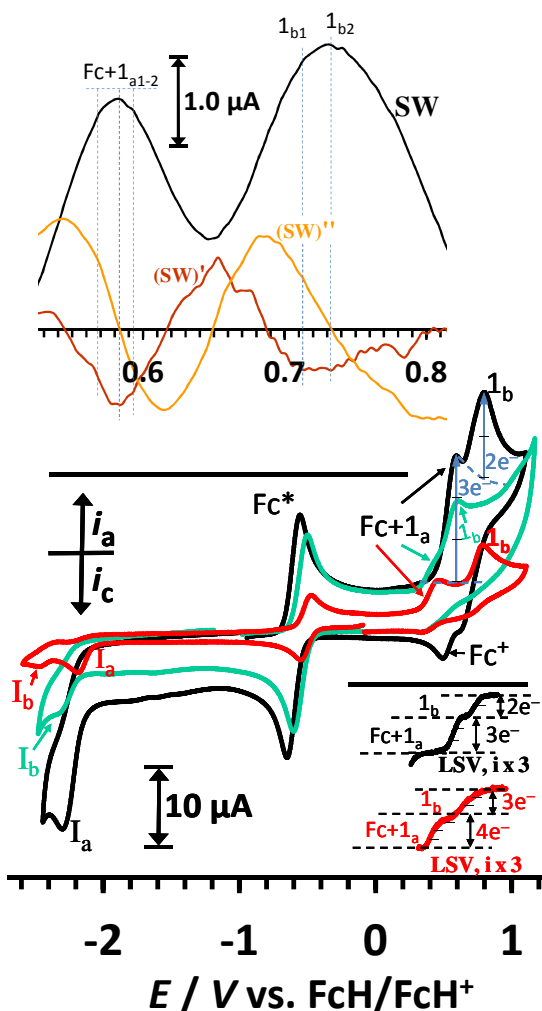 1b1 1b2
Fc+1a1-2
1.0 µA
SW
(SW)''
(SW)'
0.6 0.7 0.8
1b
2e⁻
3e⁻
Fc*
ia
Fc+1a
1b
1b
ic
Fc⁺
Ia
Ib
Ib
1b
2e⁻
Fc+1a
3e⁻
LSV, i x 3
10 µA
1b
3e⁻
Ia
Fc+1a
4e⁻
LSV, i x 3
-2 -1 0 1
E / V vs. FcH/FcH⁺